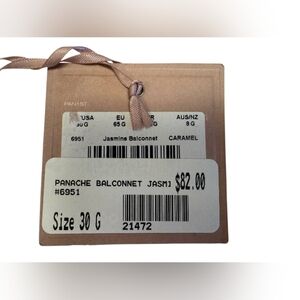 USA EU AUS/NZ
30 G 65 G 8 G
6951 Jasmine Balconnet CARAMEL
PANACHE BALCONNET JASMI $82.00
#6951
Size 30 G 21472